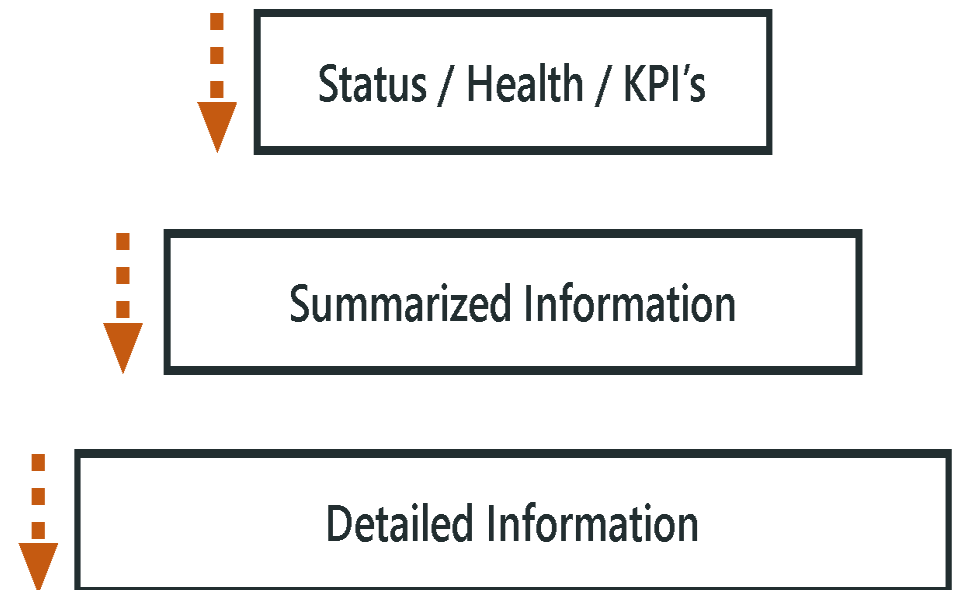 Status / Health / KPI’s
Summarized Information
Detailed Information